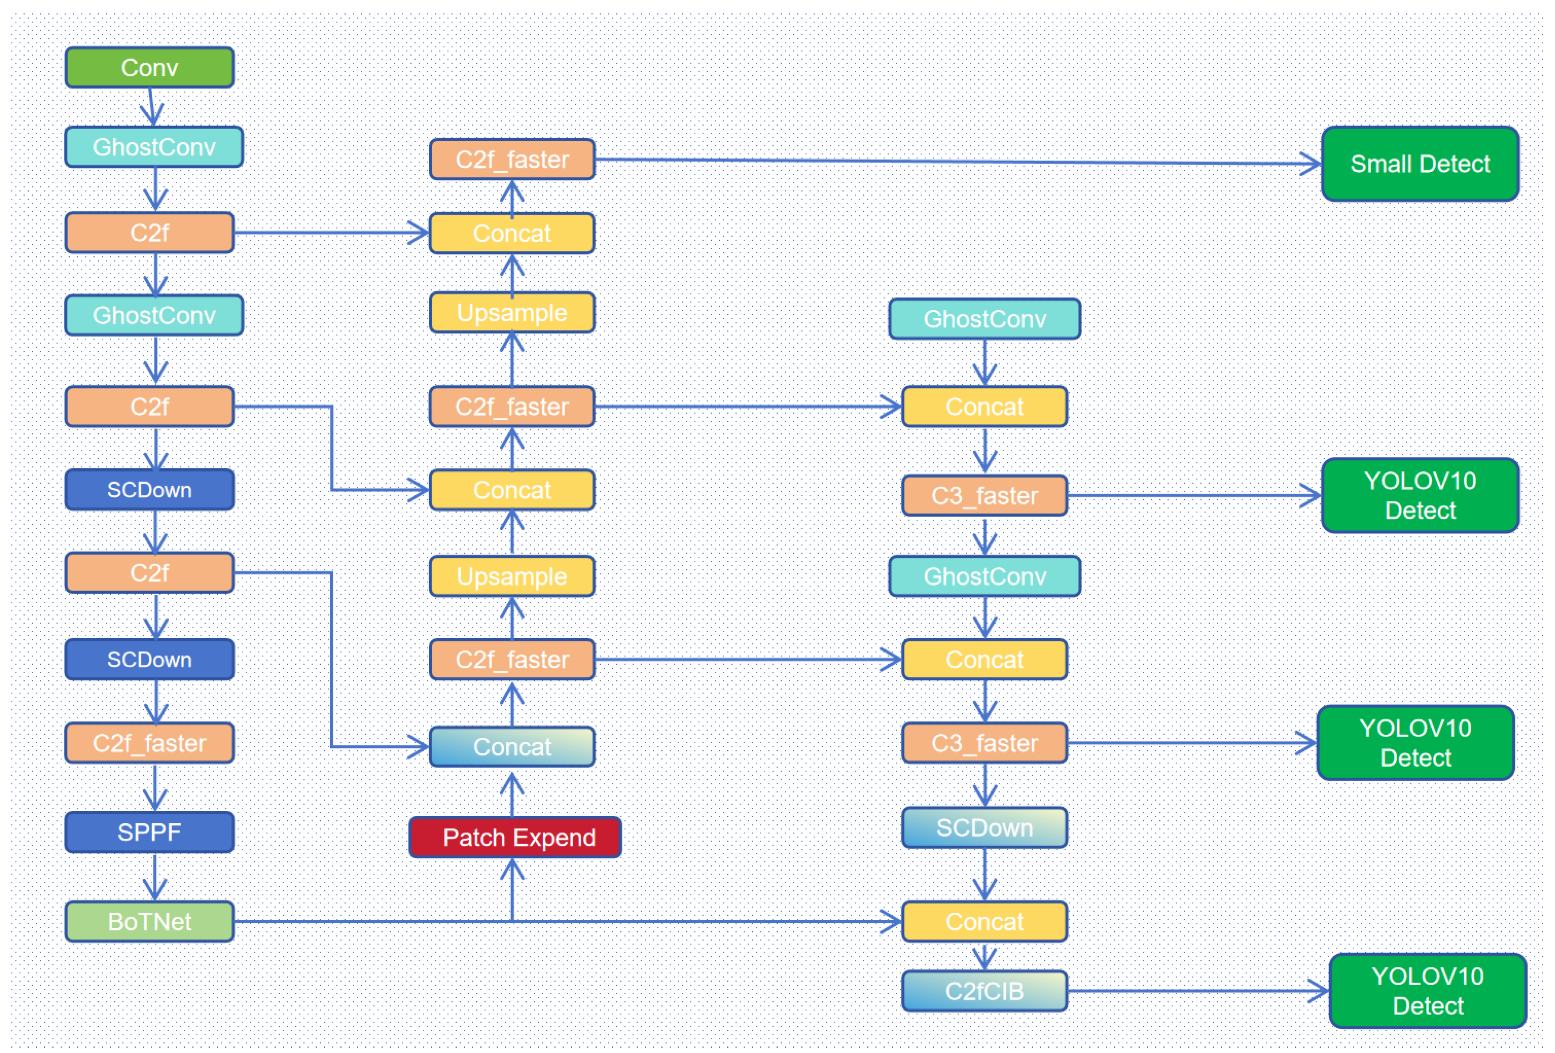 Conv
GhostConv
C2f
GhostConv
C2f
SCDown
C2f
SCDown
C2f_faster
SPPF
BoTNet
C2f_faster
Concat
Upsample
C2f_faster
Concat
Upsample
C2f_faster
Concat
Patch Expend
GhostConv
Concat
C3_faster
GhostConv
Concat
C3_faster
SCDown
Concat
C2fCIB
Small Detect
YOLOV10
Detect
YOLOV10
Detect
YOLOV10
Detect